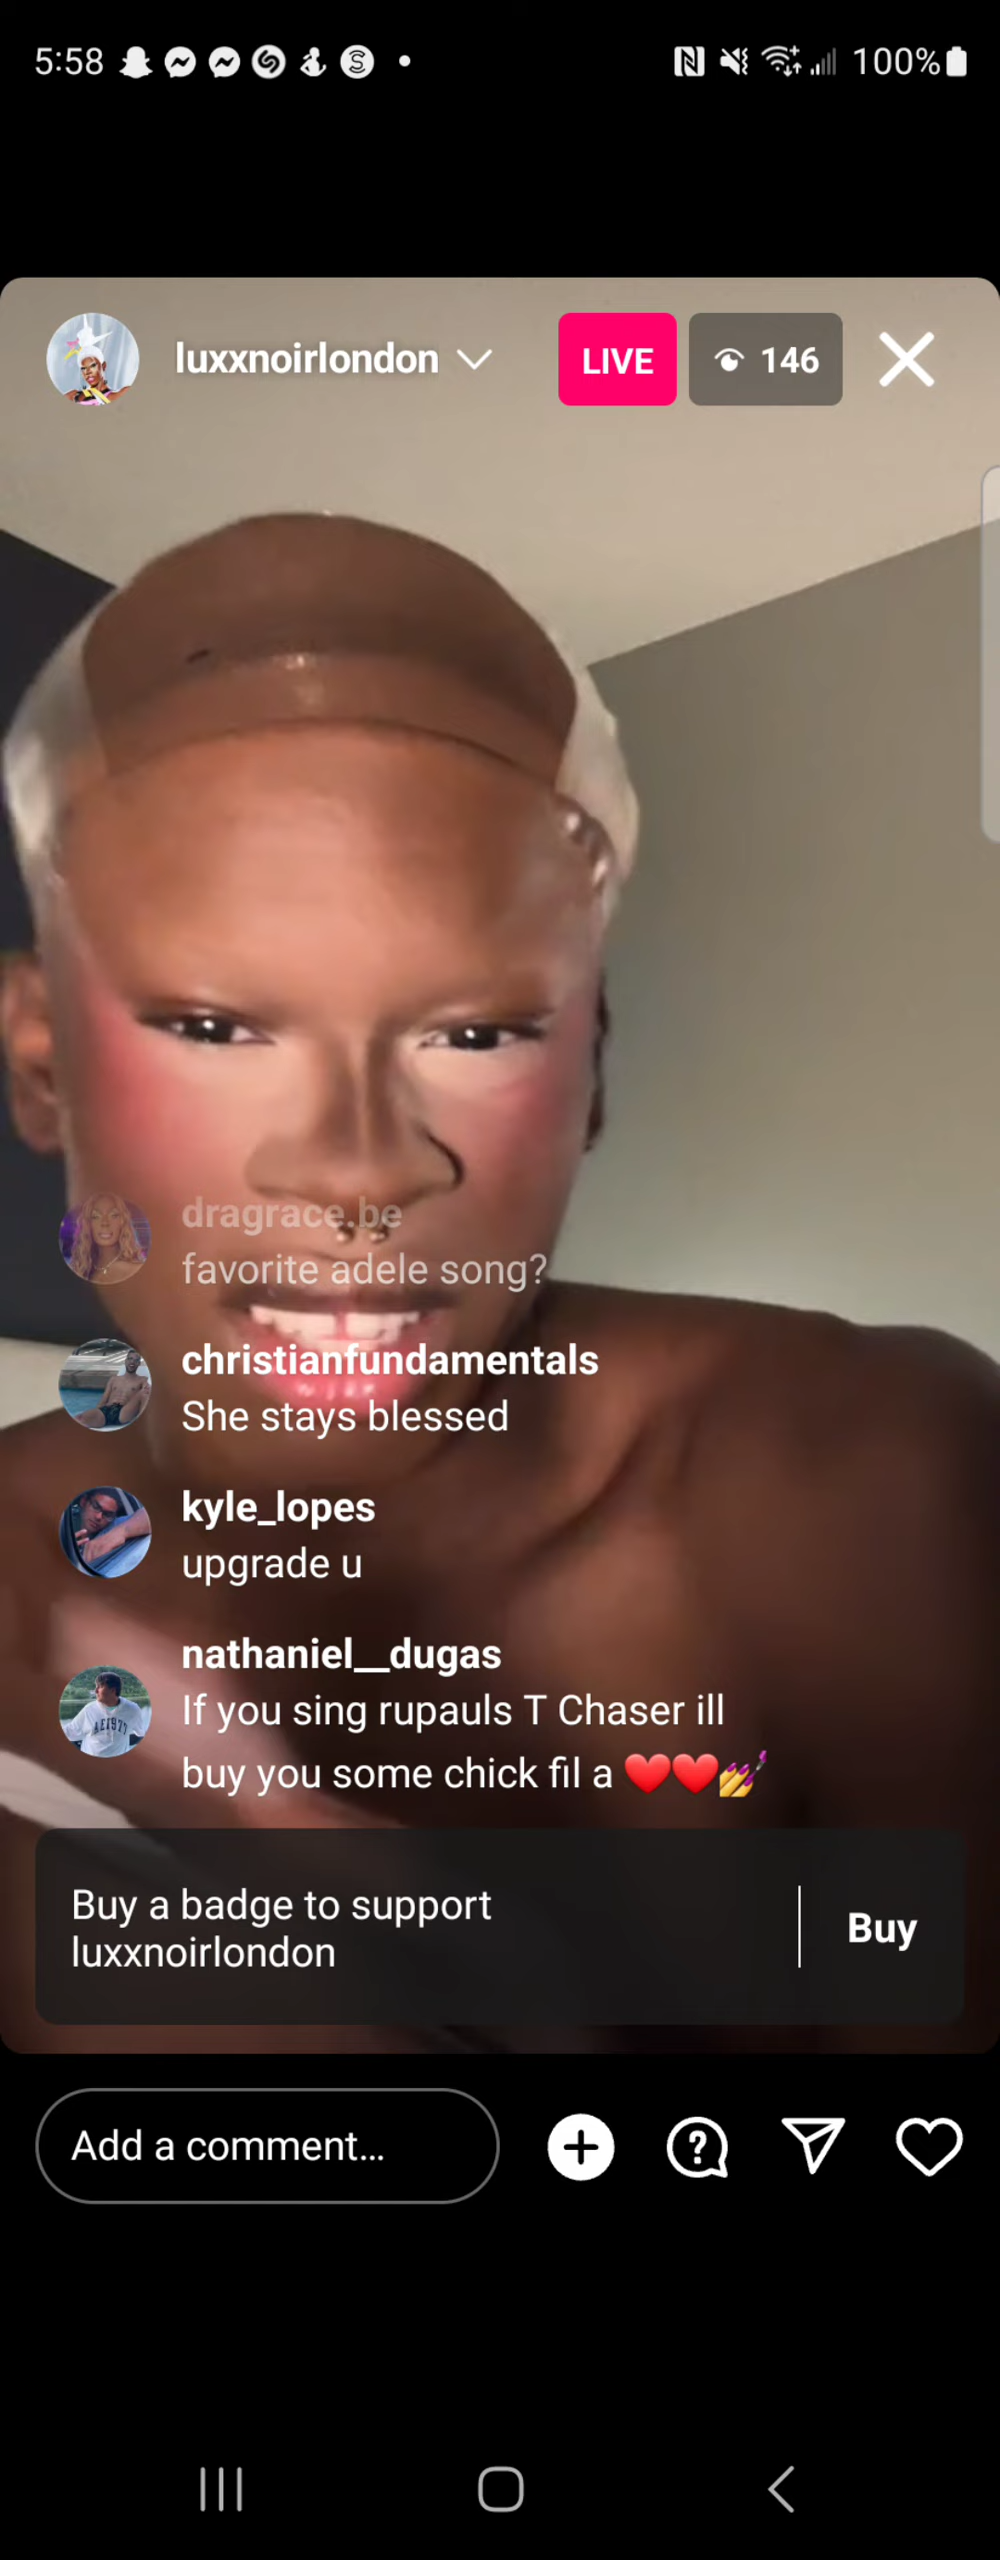 5:58
100%
luxxnoirlondon
LIVE
146
dragrace.be
favorite adele song?
christianfundamentals
She stays blessed
kyle_lopes
upgrade u
nathaniel__dugas
If you sing rupauls T Chaser ill
buy you some chick fil a ❤️❤️💅
Buy a badge to support
luxxnoirlondon
Buy
Add a comment...